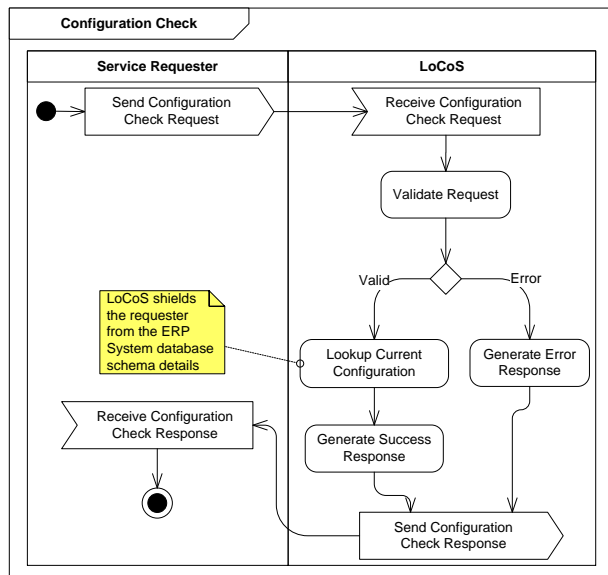 Configuration Check
Service Requester
LoCoS
Send Configuration
Check Request
Receive Configuration
Check Request
Validate Request
Valid
Error
LoCoS shields
the requester
from the ERP
System database
schema details
Lookup Current
Configuration
Generate Error
Response
Receive Configuration
Check Response
Generate Success
Response
Send Configuration
Check Response